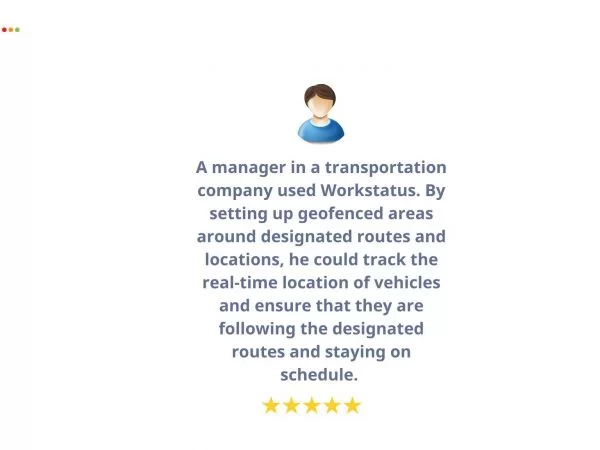 A manager in a transportation
company used Workstatus. By
setting up geofenced areas
around designated routes and
locations, he could track the
real-time location of vehicles
and ensure that they are
following the designated
routes and staying on
schedule.